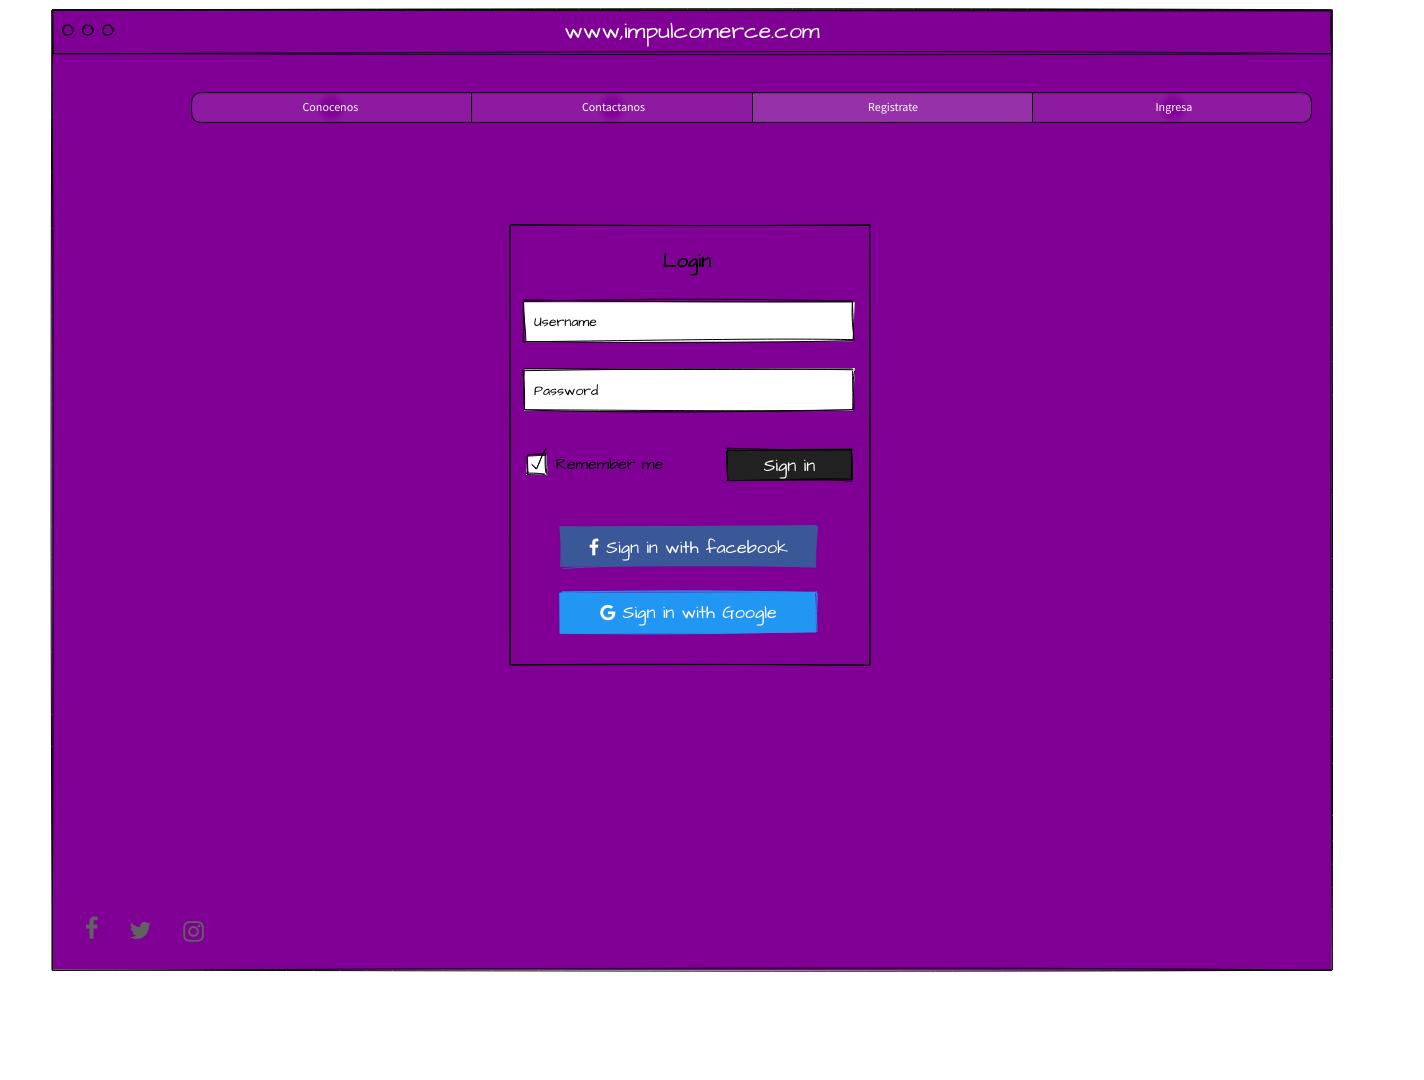 www,impulcomerce.com
Conocenos
Contactanos
Registrate
Ingresa
Login
Username
Password
Remember me
Sign in
Sign in with facebook
Sign in with Google